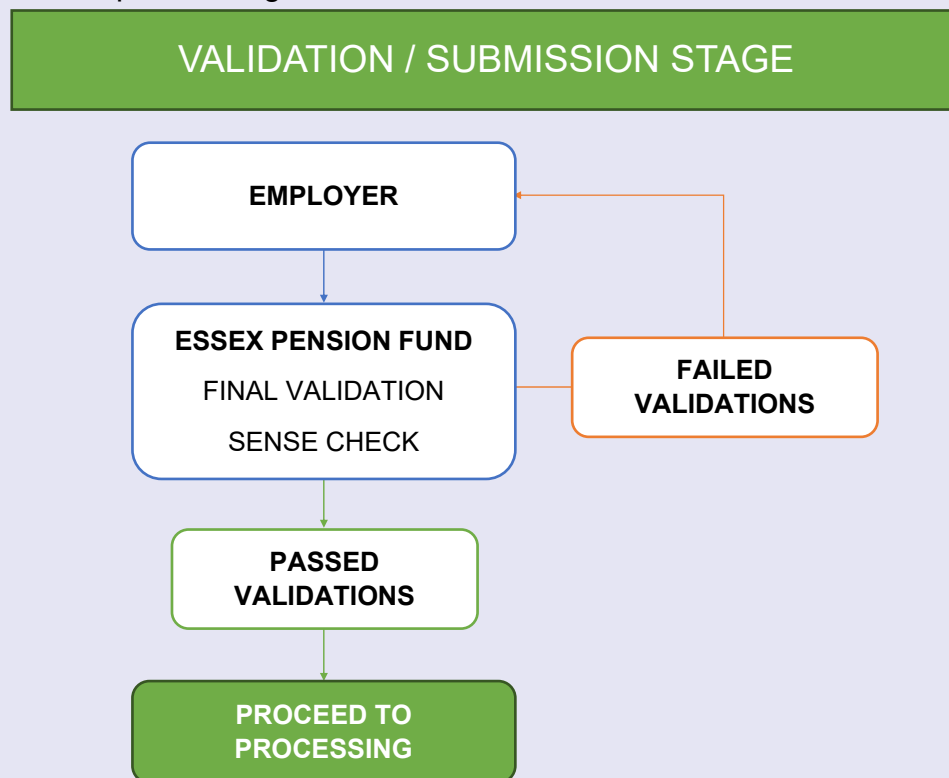 VALIDATION / SUBMISSION STAGE
EMPLOYER
ESSEX PENSION FUND
FINAL VALIDATION
SENSE CHECK
FAILED
VALIDATIONS
PASSED
VALIDATIONS
PROCEED TO
PROCESSING